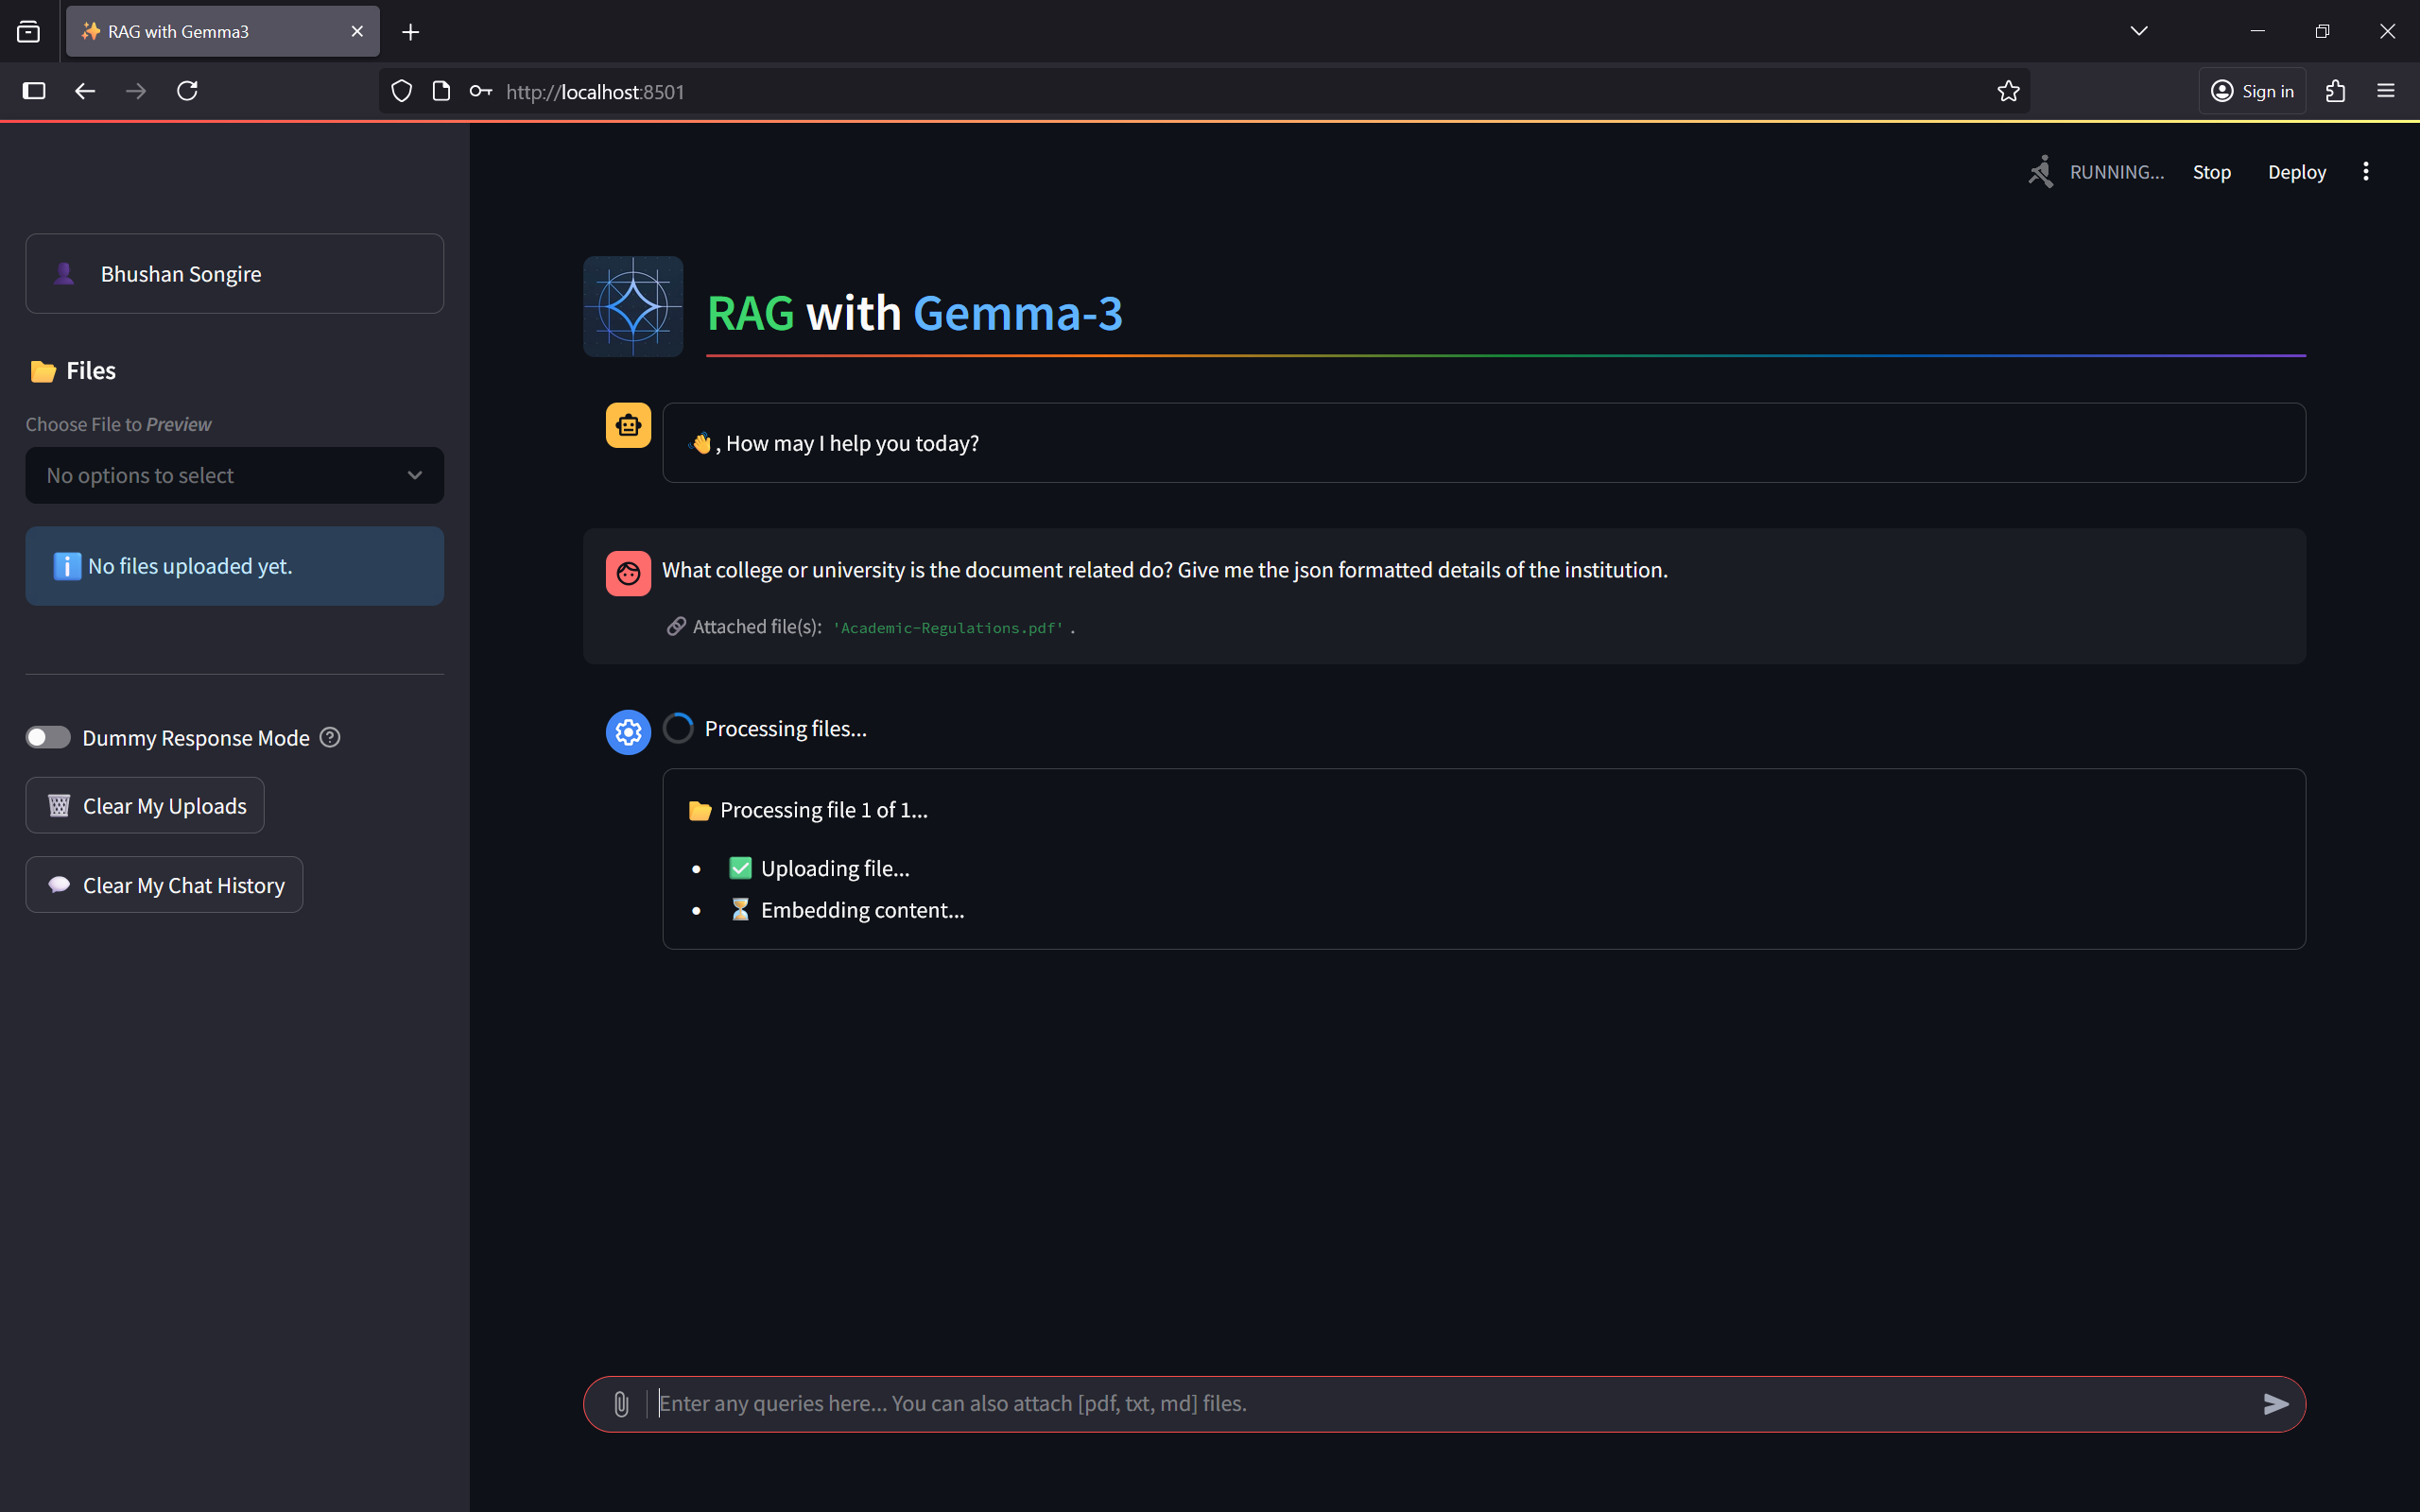 RAG with Gemma3
http://localhost:8501
Sign in
RUNNING...
Stop
Deploy
Bhushan Songire
Files
Choose File to Preview
No options to select
No files uploaded yet.
Dummy Response Mode
Clear My Uploads
Clear My Chat History
RAG with Gemma-3
, How may I help you today?
What college or university is the document related do? Give me the json formatted details of the institution.
Attached file(s): 'Academic-Regulations.pdf' .
Processing files...
Processing file 1 of 1...
Uploading file...
Embedding content...
Enter any queries here... You can also attach [pdf, txt, md] files.